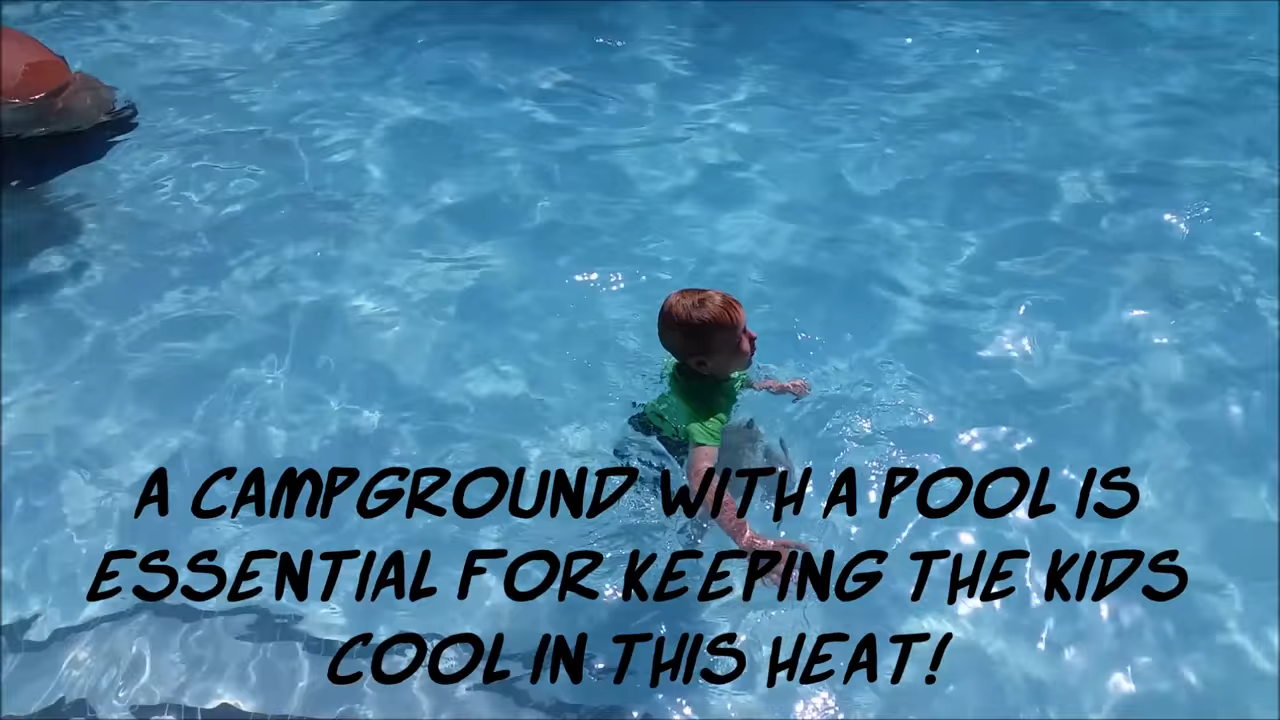 A CAMPGROUND WITH A POOL IS
ESSENTIAL FOR KEEPING THE KIDS
COOL IN THIS HEAT!